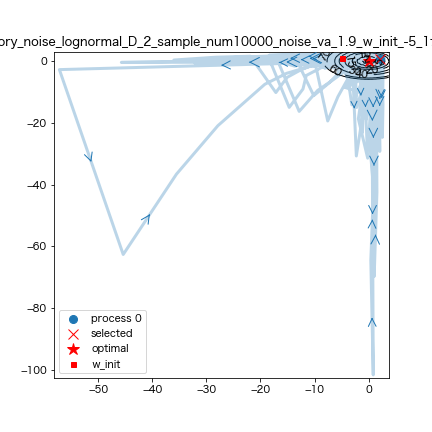 ory_noise_lognormal_D_2_sample_num10000_noise_va_1.9_w_init_-5_1
0
−20
−40
−60
−80
−100
−50
−40
−30
−20
−10
0
process 0
selected
optimal
w_init